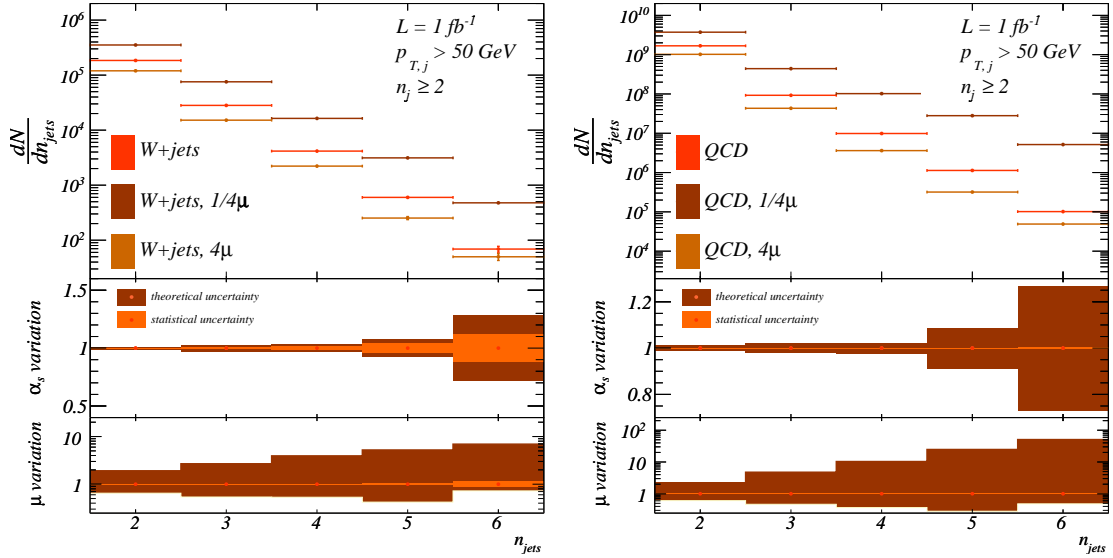 10^6
10^5
10^4
10^3
10^2
dN
dn_jets
L = 1 fb^-1
p_T,j > 50 GeV
n_j ≥ 2
W+jets
W+jets, 1/4μ
W+jets, 4μ
1.5
1
0.5
α_s variation
theoretical uncertainty
statistical uncertainty
10
1
μ variation
2 3 4 5 6
n_jets
10^10
10^9
10^8
10^7
10^6
10^5
10^4
dN
dn_jets
L = 1 fb^-1
p_T,j > 50 GeV
n_j ≥ 2
QCD
QCD, 1/4μ
QCD, 4μ
1.2
1
0.8
α_s variation
theoretical uncertainty
statistical uncertainty
10^2
10
1
μ variation
2 3 4 5 6
n_jets